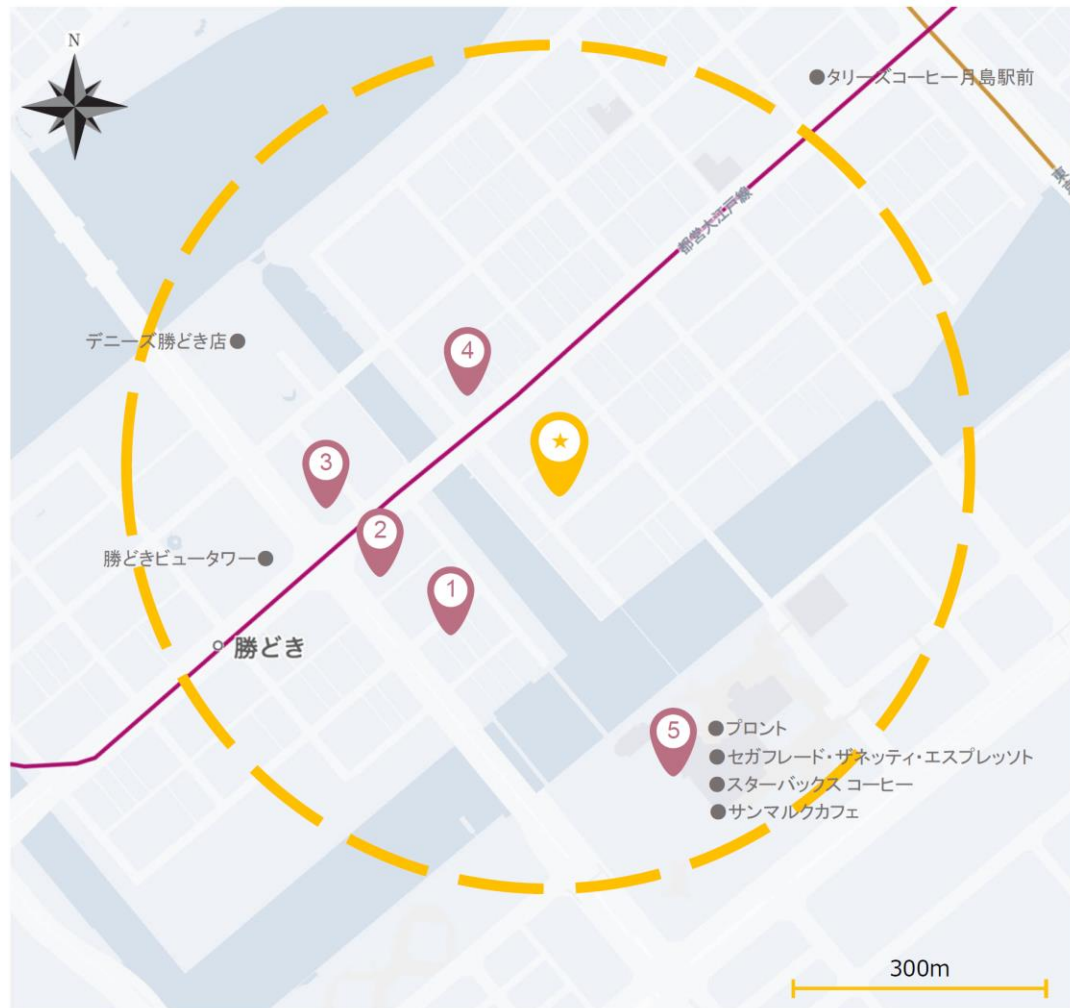 N
●タリーズコーヒー月島駅前
都営大江戸線
デニーズ勝どき店●
4
3
2
勝どきビュータワー●
1
勝どき
5
●プロント
●セガフレード・ザネッティ・エスプレッソト
●スターバックス コーヒー
●サンマルクカフェ
300m